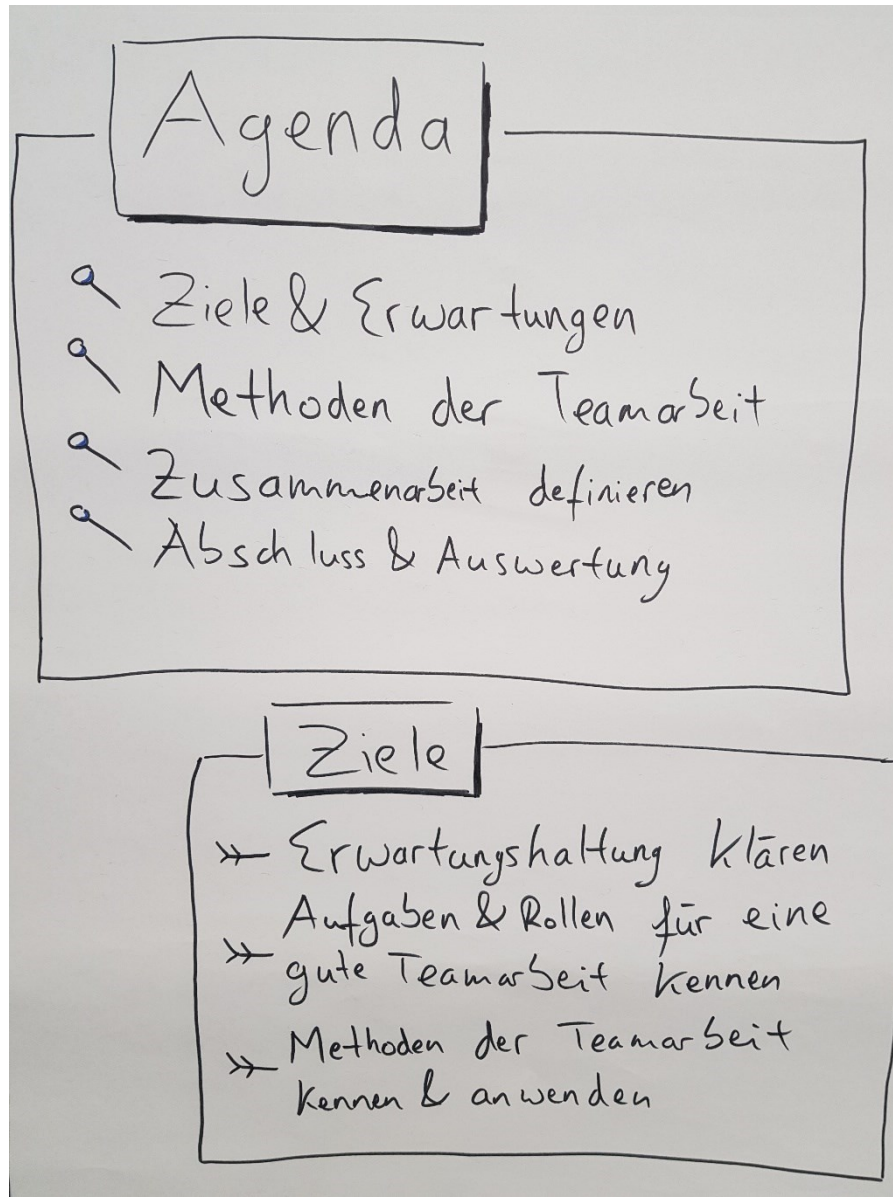 Agenda
Ziele & Erwartungen
Methoden der Teamarbeit
Zusammenarbeit definieren
Abschluss & Auswertung
Ziele
Erwartungshaltung klären
Aufgaben & Rollen für eine
gute Teamarbeit kennen
Methoden der Teamarbeit
kennen & anwenden